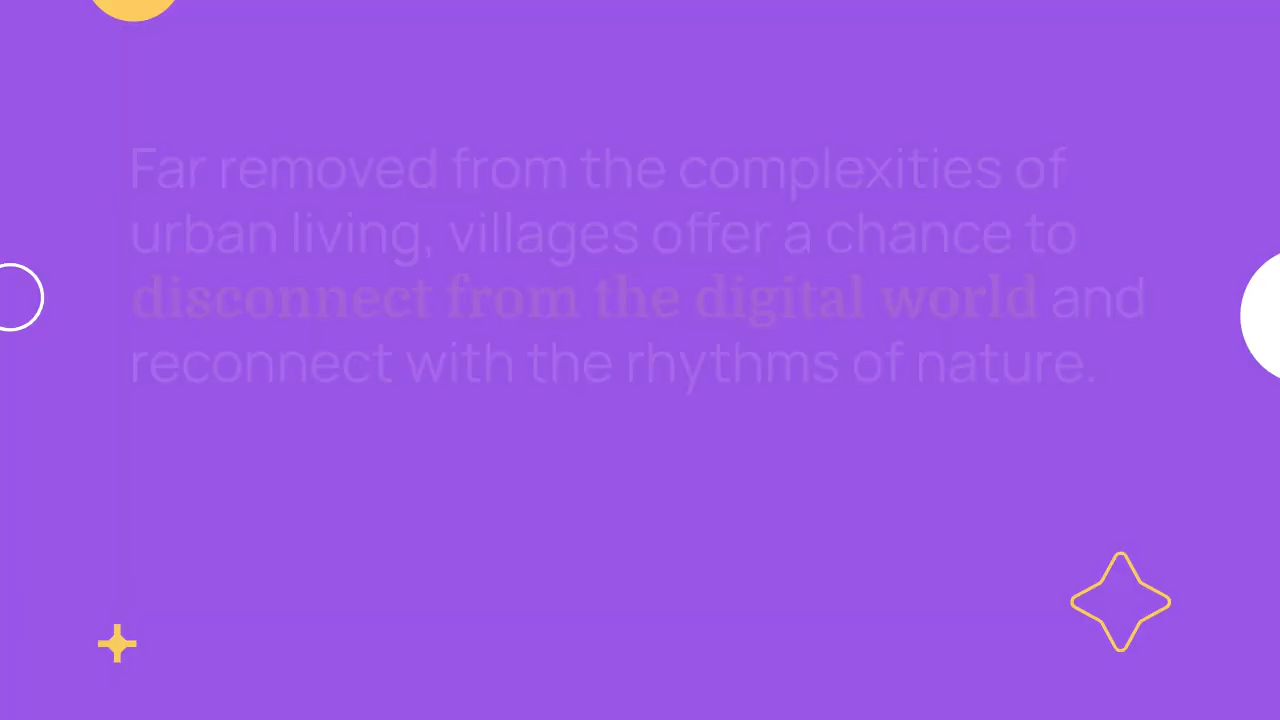 Far removed from the complexities of
urban living, villages offer a chance to
disconnect from the digital world and
reconnect with the rhythms of nature.